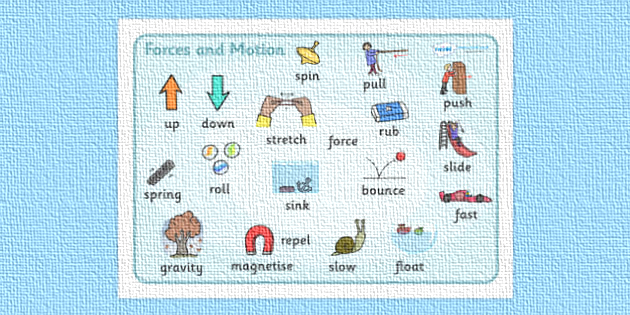 Forces and Motion
spin
pull
push
up
down
stretch
force
rub
slide
spring
roll
sink
bounce
fast
gravity
magnetise
repel
slow
float